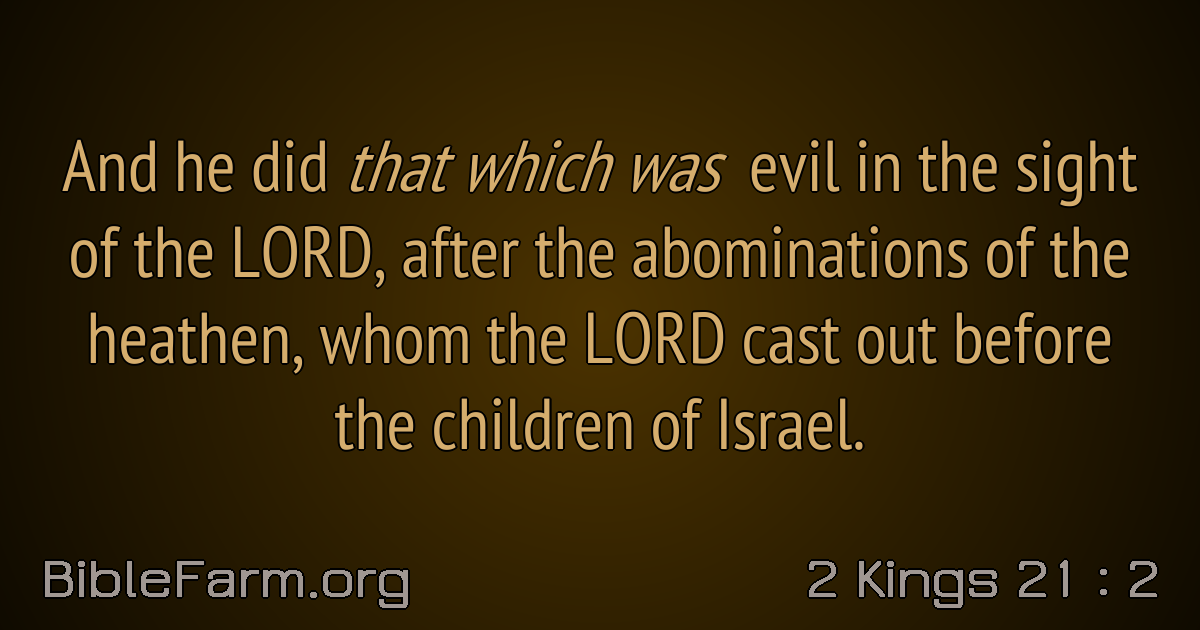 And he did that which was evil in the sight
of the LORD, after the abominations of the
heathen, whom the LORD cast out before
the children of Israel.
BibleFarm.org
2 Kings 21 : 2